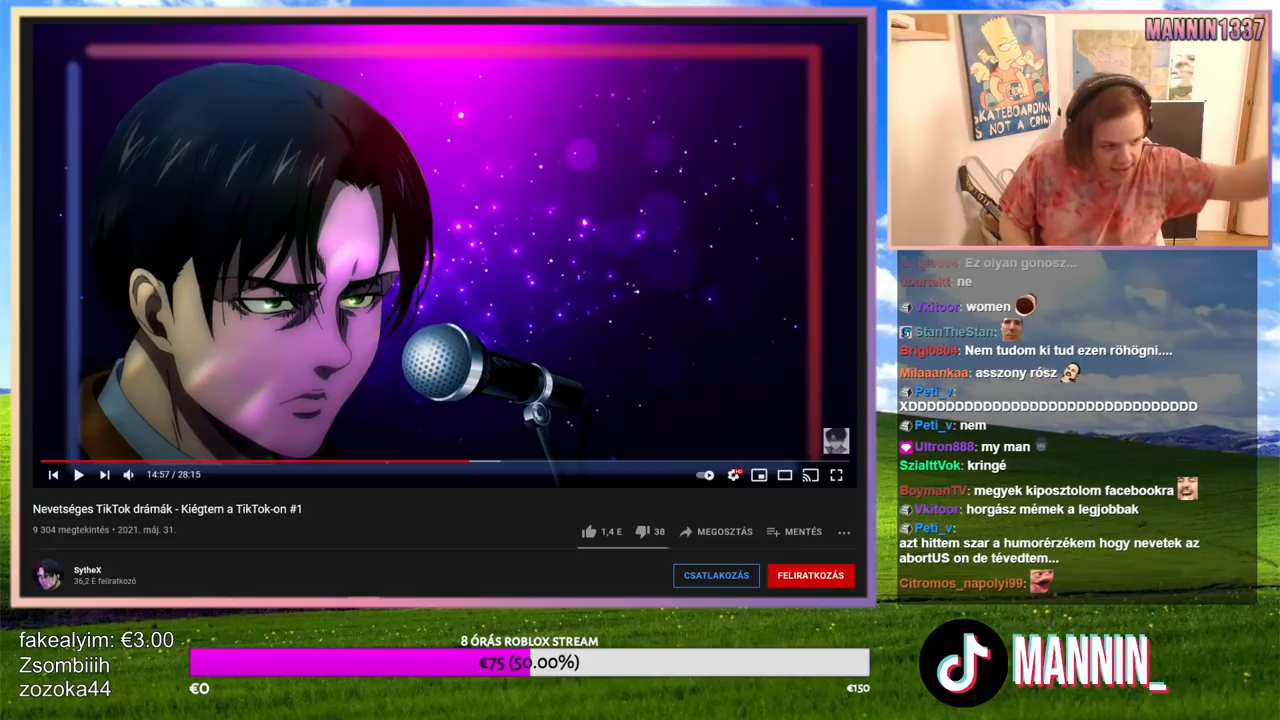 MANNIN1337
SKATEBOARDING
IS NOT A CRIME
Brigi0804: Ez olyan gonosz...
ne
Vkitoor: women
StanTheStan:
Brigi0804: Nem tudom ki tud ezen röhögni....
Milaaankaa: asszony rósz
Peti_v:
XDDDDDDDDDDDDDDDDDDDDDDDDDDDDDDD
Peti_v: nem
Ultron888: my man
SzialttVok: kringé
BoymanTV: megyek kiposztolom facebookra
Vkitoor: horgász mémek a legjobbak
Peti_v:
azt hittem szar a humorérzékem hogy nevetek az
abortUS on de tévedtem...
Citromos_napolyi99:
14:57 / 28:15
HD
Nevetséges TikTok drámák - Kiégtem a TikTok-on #1
9 304 megtekintés • 2021. máj. 31.
1,4 E
38
MEGOSZTÁS
MENTÉS
SytheX
36,2 E feliratkozó
CSATLAKOZÁS
FELIRATKOZÁS
fakealyim: €3.00
Zsombiiih
zozoka44
8 ÓRÁS ROBLOX STREAM
€75 (50.00%)
€0
€150
MANNIN_